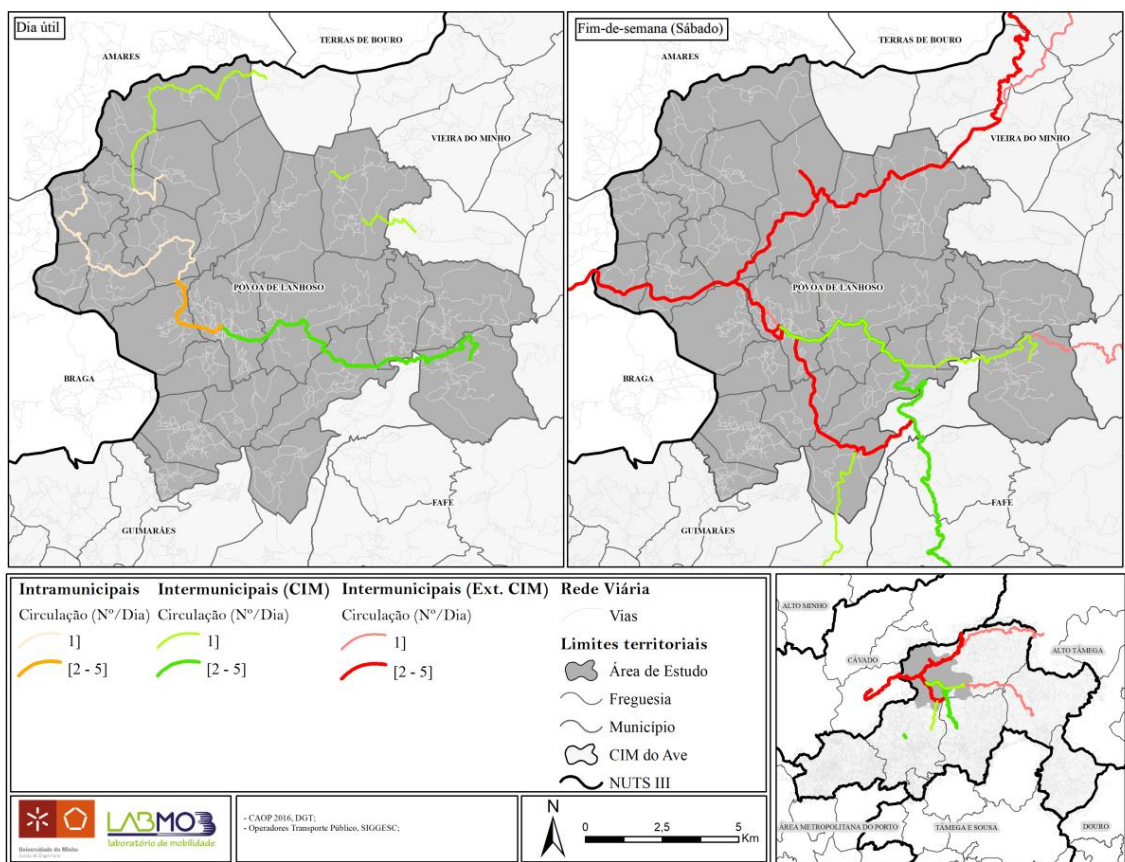 Dia útil
TERRAS DE BOURO
AMARES
VIEIRA DO MINHO
PÓVOA DE LANHOSO
BRAGA
FAFE
GUIMARÃES
Fim-de-semana (Sábado)
TERRAS DE BOURO
AMARES
VIEIRA DO MINHO
PÓVOA DE LANHOSO
BRAGA
FAFE
GUIMARÃES
Intramunicipais
Circulação (Nº/Dia)
1]
[2 - 5]
Intermunicipais (CIM)
Circulação (Nº/Dia)
1]
[2 - 5]
Intermunicipais (Ext. CIM)
Circulação (Nº/Dia)
1]
[2 - 5]
Rede Viária
Vias
Limites territoriais
Área de Estudo
Freguesia
Município
CIM do Ave
NUTS III
ALTO MINHO
CÁVADO
ALTO TÂMEGA
ÁREA METROPOLITANA DO PORTO
TÂMEGA E SOUSA
DOURO
Universidade do Minho
Escola de Engenharia
LABMOB
laboratório de mobilidade
- CAOP 2016, DGT;
- Operadores Transporte Público, SIGGESC;
N
0 2,5 5
Km